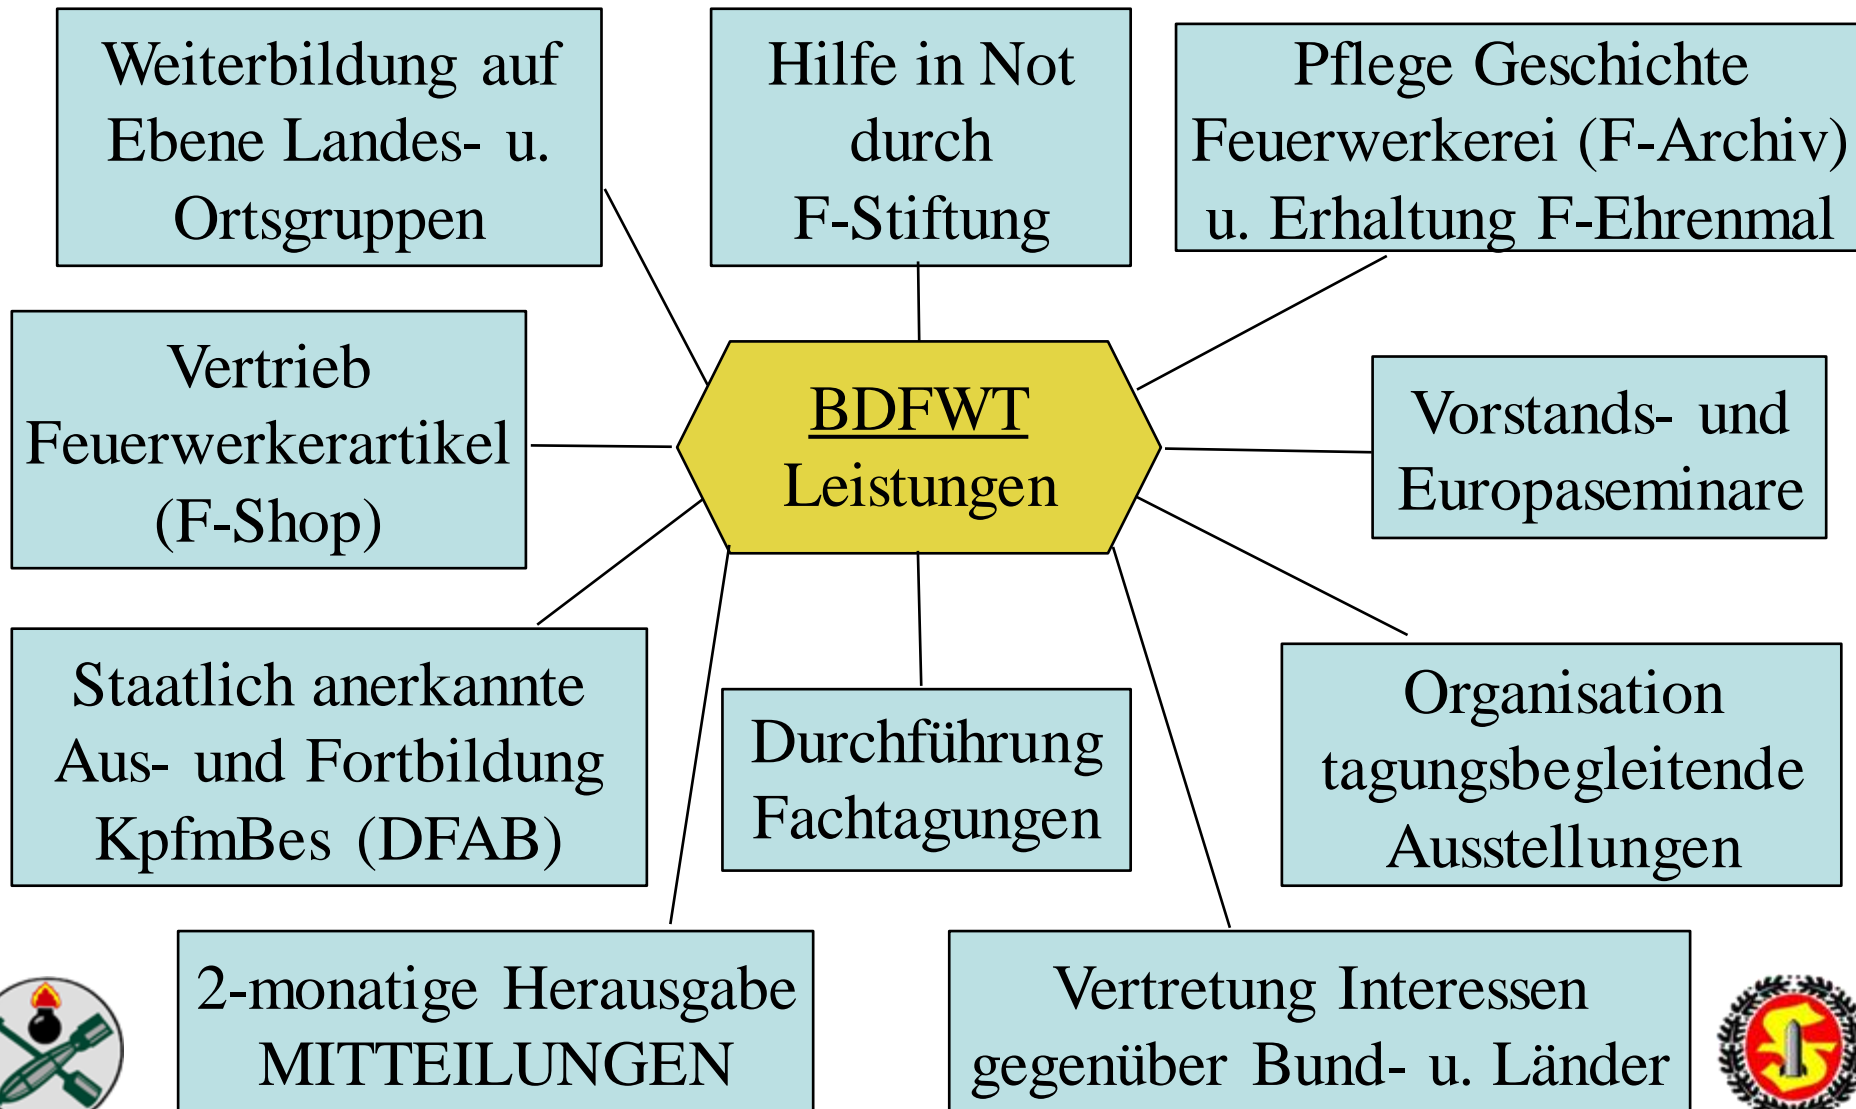 Weiterbildung auf
Ebene Landes- u.
Ortsgruppen
Hilfe in Not
durch
F-Stiftung
Pflege Geschichte
Feuerwerkerei (F-Archiv)
u. Erhaltung F-Ehrenmal
Vertrieb
Feuerwerkerartikel
(F-Shop)
BDFWT
Leistungen
Vorstands- und
Europaseminare
Staatlich anerkannte
Aus- und Fortbildung
KpfmBes (DFAB)
Durchführung
Fachtagungen
Organisation
tagungsbegleitende
Ausstellungen
2-monatige Herausgabe
MITTEILUNGEN
Vertretung Interessen
gegenüber Bund- u. Länder